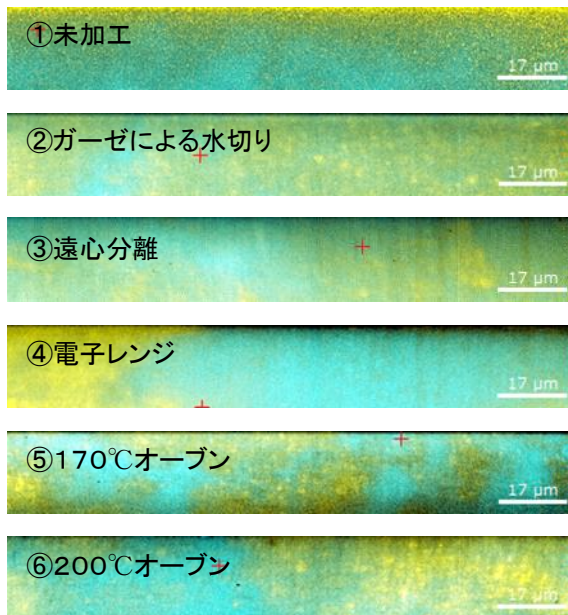 ①未加工
17 µm
②ガーゼによる水切り
17 µm
③遠心分離
17 µm
④電子レンジ
17 µm
⑤170℃オーブン
17 µm
⑥200℃オーブン
17 µm